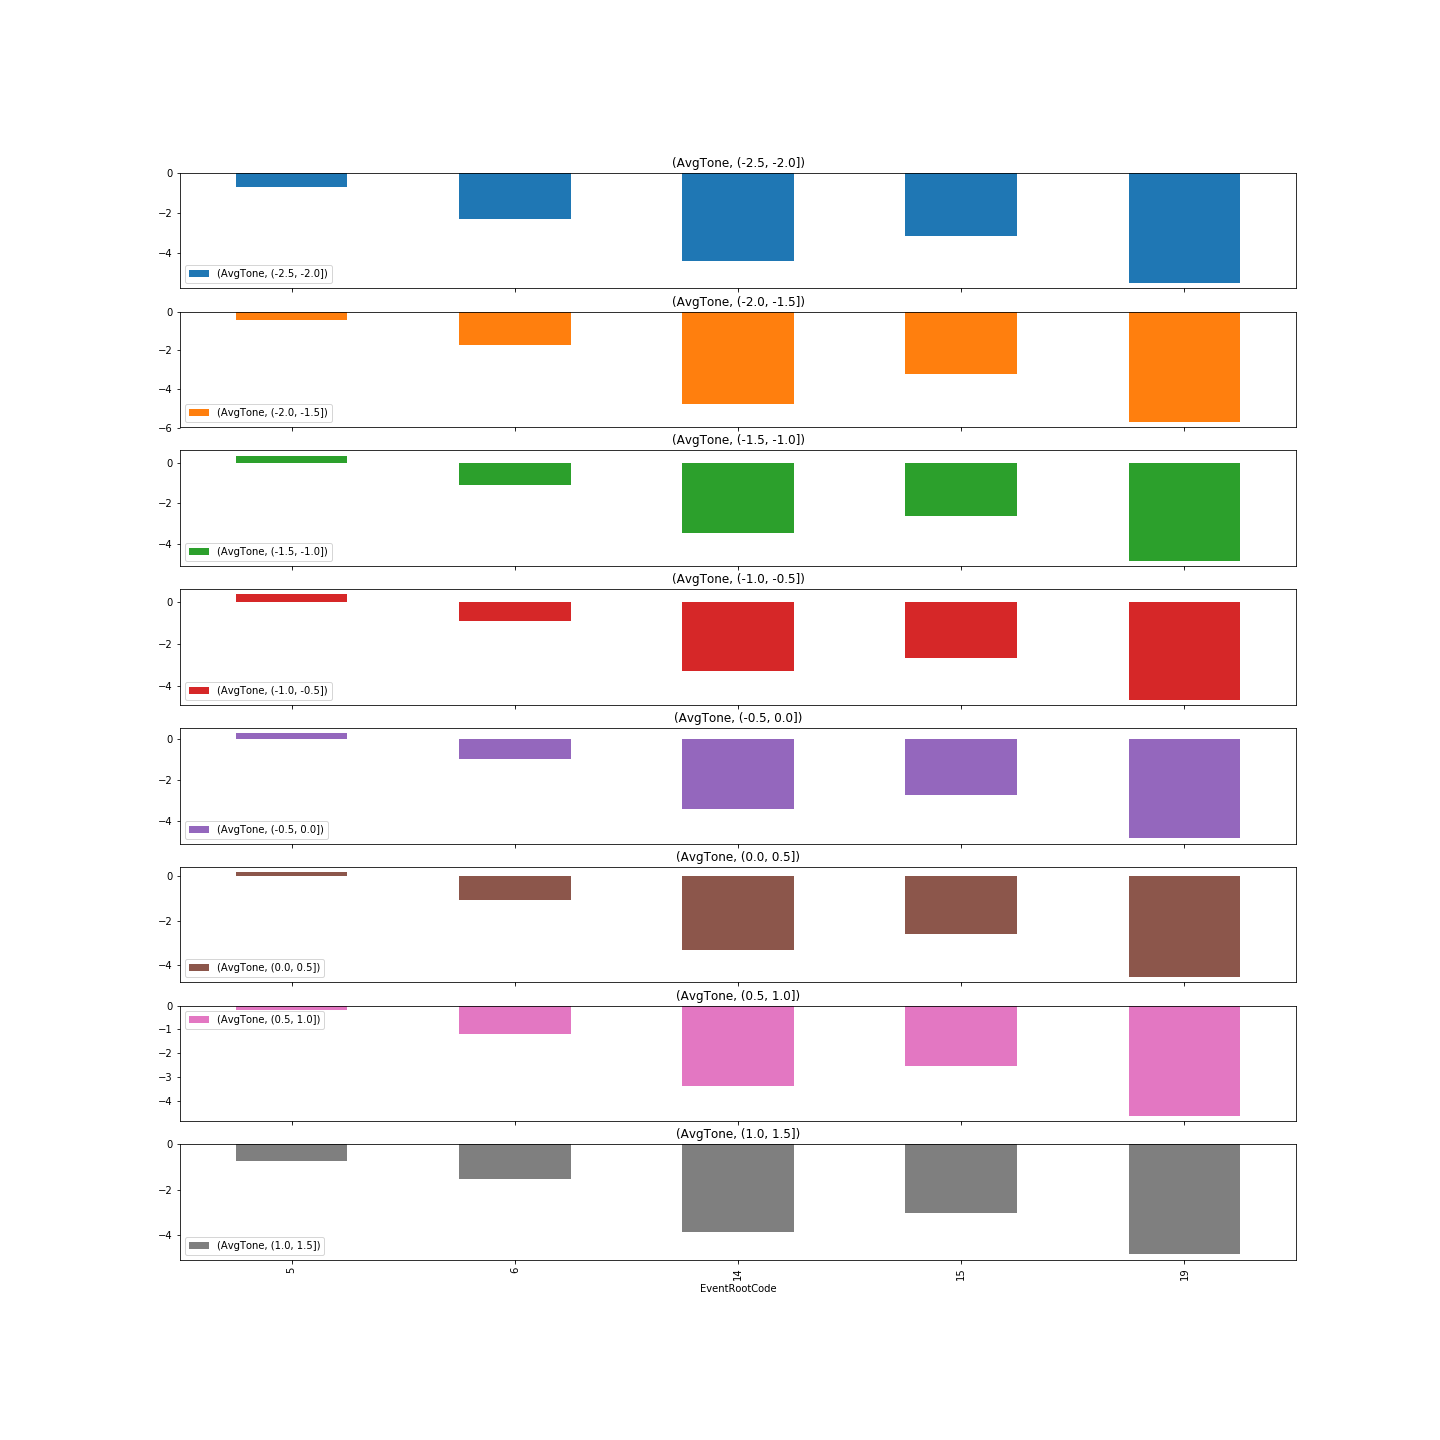 (AvgTone, (-2.5, -2.0])
0
−2
−4
(AvgTone, (-2.5, -2.0])
(AvgTone, (-2.0, -1.5])
0
−2
−4
−6
(AvgTone, (-2.0, -1.5])
(AvgTone, (-1.5, -1.0])
0
−2
−4
(AvgTone, (-1.5, -1.0])
(AvgTone, (-1.0, -0.5])
0
−2
−4
(AvgTone, (-1.0, -0.5])
(AvgTone, (-0.5, 0.0])
0
−2
−4
(AvgTone, (-0.5, 0.0])
(AvgTone, (0.0, 0.5])
0
−2
−4
(AvgTone, (0.0, 0.5])
(AvgTone, (0.5, 1.0])
0
(AvgTone, (0.5, 1.0])
−1
−2
−3
−4
(AvgTone, (1.0, 1.5])
0
−2
−4
(AvgTone, (1.0, 1.5])
5 6 14 15 19
EventRootCode